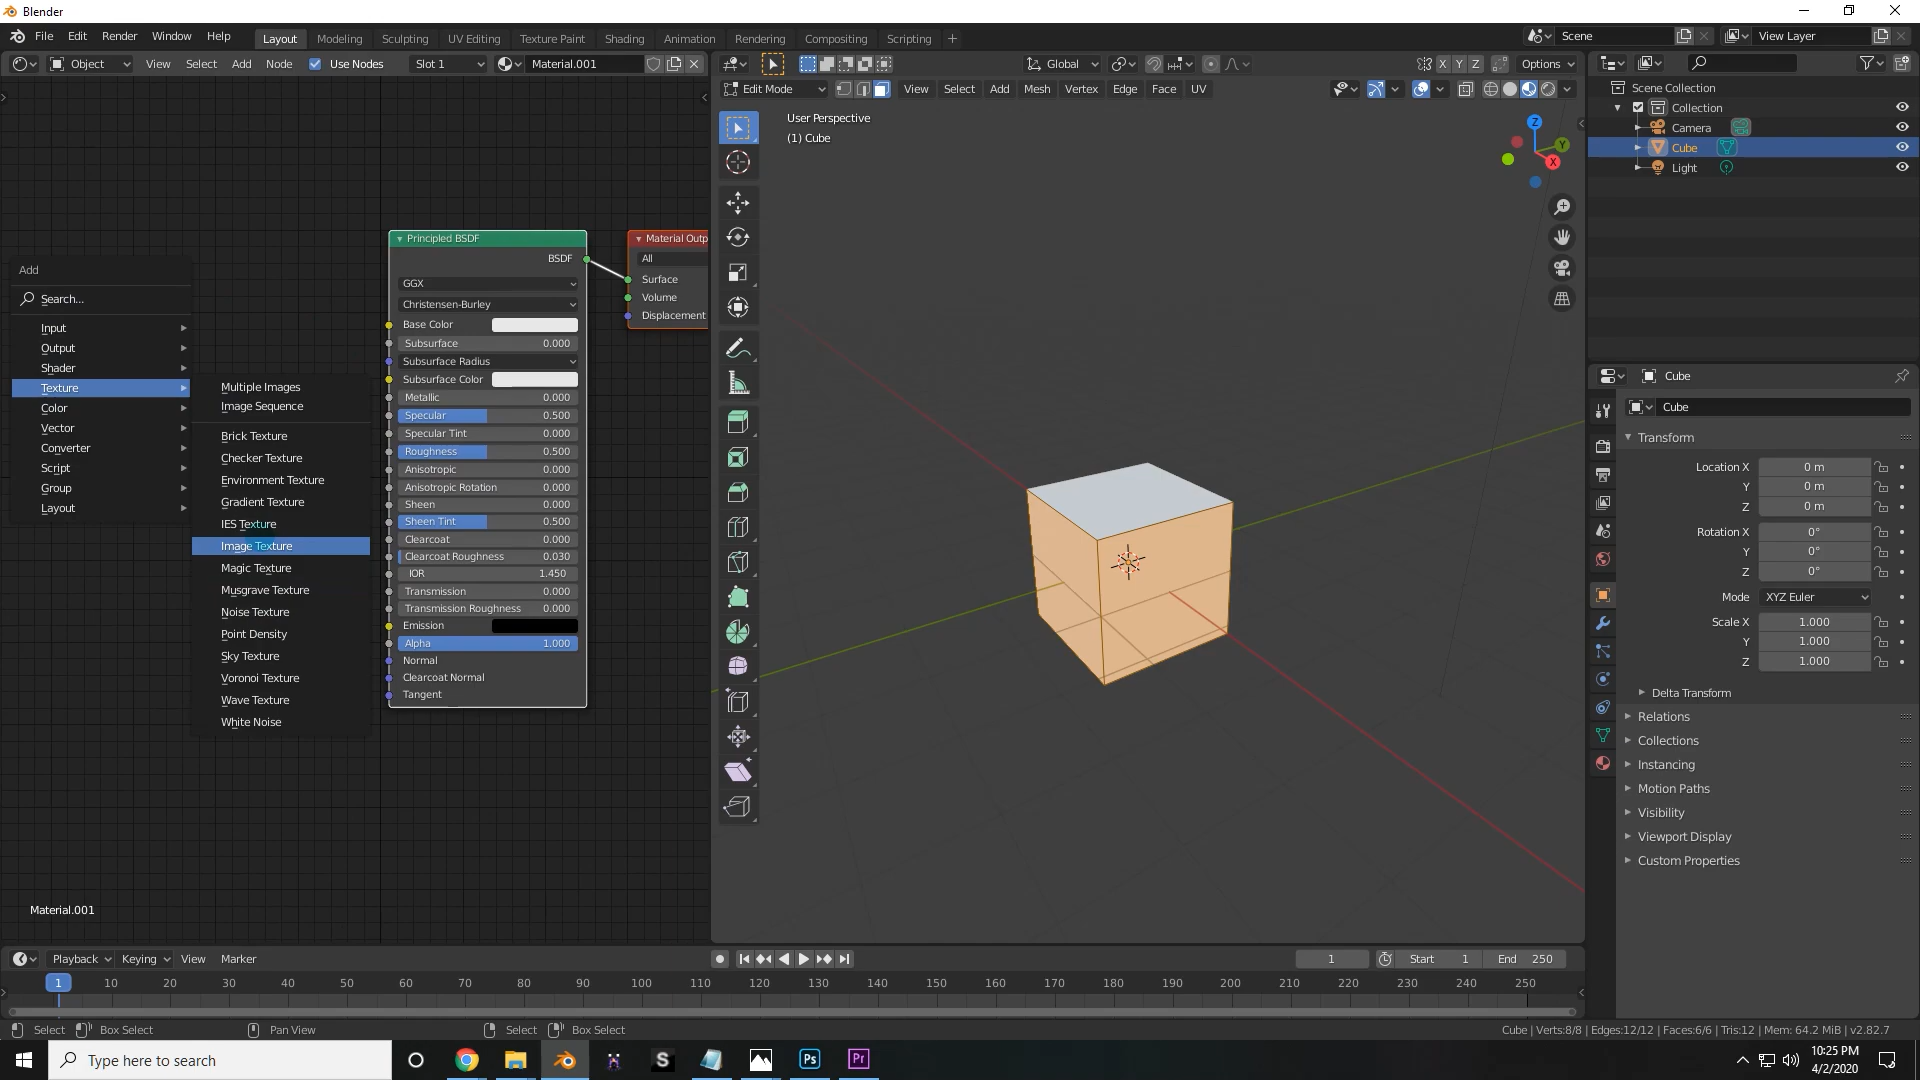 Blender
File Edit Render Window Help Layout Modeling Sculpting UV Editing Texture Paint Shading Animation Rendering Compositing Scripting + Scene View Layer
Object View Select Add Node Use Nodes Slot 1 Material.001 Global X Y Z Options
Edit Mode View Select Add Mesh Vertex Edge Face UV
User Perspective
(1) Cube
Z
Y
X
Scene Collection
Collection
Camera
Cube
Light
Add
Search...
Input
Output
Shader
Texture
Color
Vector
Converter
Script
Group
Layout
Multiple Images
Image Sequence
Brick Texture
Checker Texture
Environment Texture
Gradient Texture
IES Texture
Image Texture
Magic Texture
Musgrave Texture
Noise Texture
Point Density
Sky Texture
Voronoi Texture
Wave Texture
White Noise
Principled BSDF
BSDF
GGX
Christensen-Burley
Base Color
Subsurface 0.000
Subsurface Radius
Subsurface Color
Metallic 0.000
Specular 0.500
Specular Tint 0.000
Roughness 0.500
Anisotropic 0.000
Anisotropic Rotation 0.000
Sheen 0.000
Sheen Tint 0.500
Clearcoat 0.000
Clearcoat Roughness 0.030
IOR 1.450
Transmission 0.000
Transmission Roughness 0.000
Emission
Alpha 1.000
Normal
Clearcoat Normal
Tangent
Material Outp
All
Surface
Volume
Displacement
Material.001
Cube
Cube
Transform
Location X 0 m
Y 0 m
Z 0 m
Rotation X 0°
Y 0°
Z 0°
Mode XYZ Euler
Scale X 1.000
Y 1.000
Z 1.000
Delta Transform
Relations
Collections
Instancing
Motion Paths
Visibility
Viewport Display
Custom Properties
Playback Keying View Marker 1 Start 1 End 250
1 10 20 30 40 50 60 70 80 90 100 110 120 130 140 150 160 170 180 190 200 210 220 230 240 250
Select Box Select Pan View Select Box Select Cube | Verts:8/8 | Edges:12/12 | Faces:6/6 | Tris:12 | Mem: 64.2 MiB | v2.82.7
Type here to search S Ps Pr 10:25 PM
4/2/2020